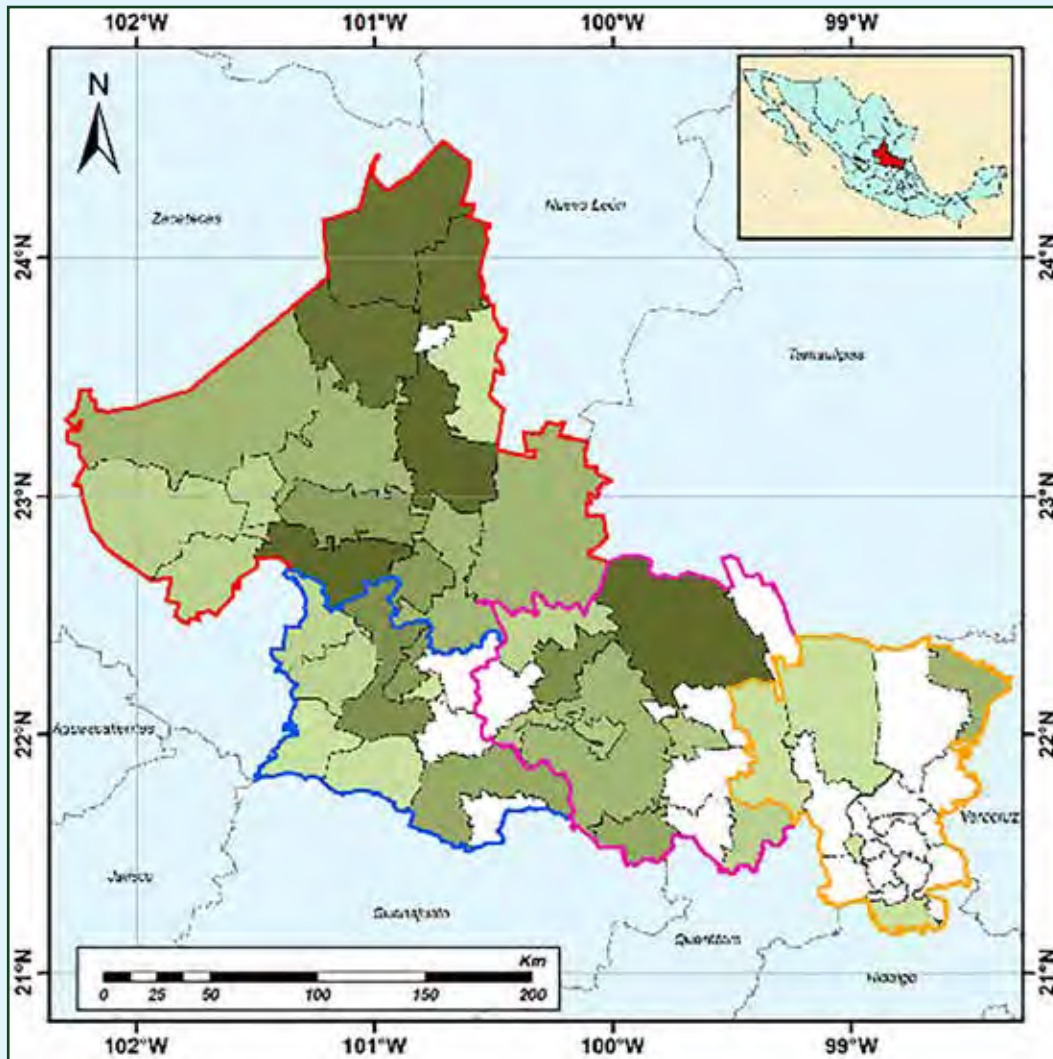 102°W 101°W 100°W 99°W
N
24°N 24°N
Zacatecas
Nuevo León
Tamaulipas
23°N 23°N
22°N 22°N
Aguascalientes
Veracruz
Jalisco
Guanajuato
Querétaro
Hidalgo
21°N 21°N
Km
0 25 50 100 150 200
102°W 101°W 100°W 99°W